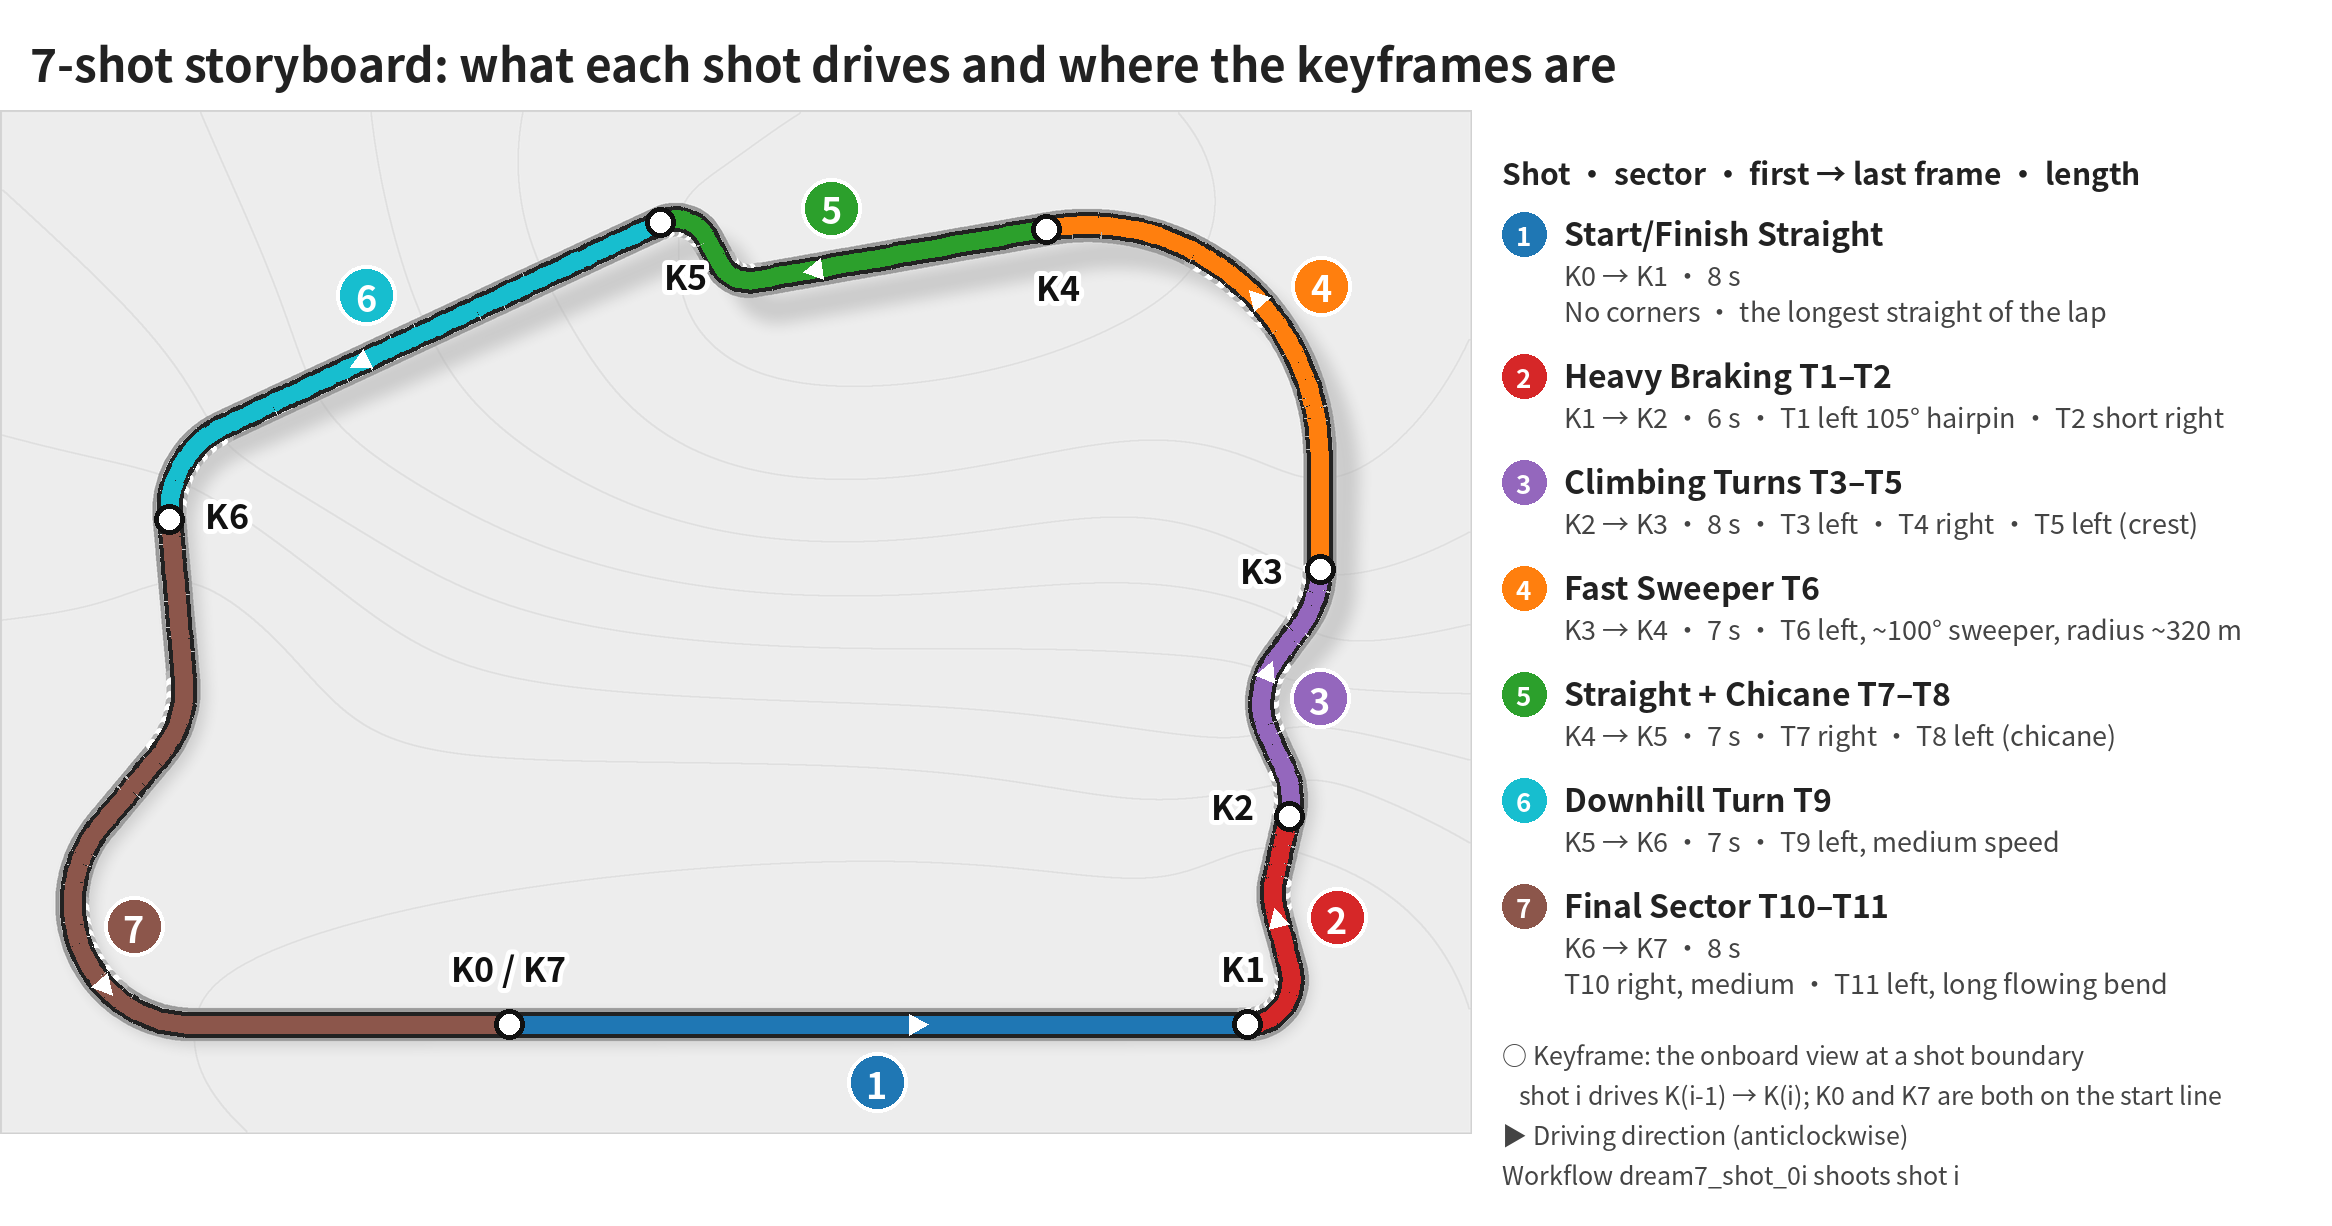 7-shot storyboard: what each shot drives and where the keyframes are
5
K5
K4
4
6
K6
K3
3
K2
7
2
K0 / K7
K1
1
Shot • sector • first → last frame • length
1 Start/Finish Straight
K0 → K1 • 8 s
No corners • the longest straight of the lap
2 Heavy Braking T1–T2
K1 → K2 • 6 s • T1 left 105° hairpin • T2 short right
3 Climbing Turns T3–T5
K2 → K3 • 8 s • T3 left • T4 right • T5 left (crest)
4 Fast Sweeper T6
K3 → K4 • 7 s • T6 left, ~100° sweeper, radius ~320 m
5 Straight + Chicane T7–T8
K4 → K5 • 7 s • T7 right • T8 left (chicane)
6 Downhill Turn T9
K5 → K6 • 7 s • T9 left, medium speed
7 Final Sector T10–T11
K6 → K7 • 8 s
T10 right, medium • T11 left, long flowing bend
○ Keyframe: the onboard view at a shot boundary
shot i drives K(i-1) → K(i); K0 and K7 are both on the start line
▶ Driving direction (anticlockwise)
Workflow dream7_shot_0i shoots shot i